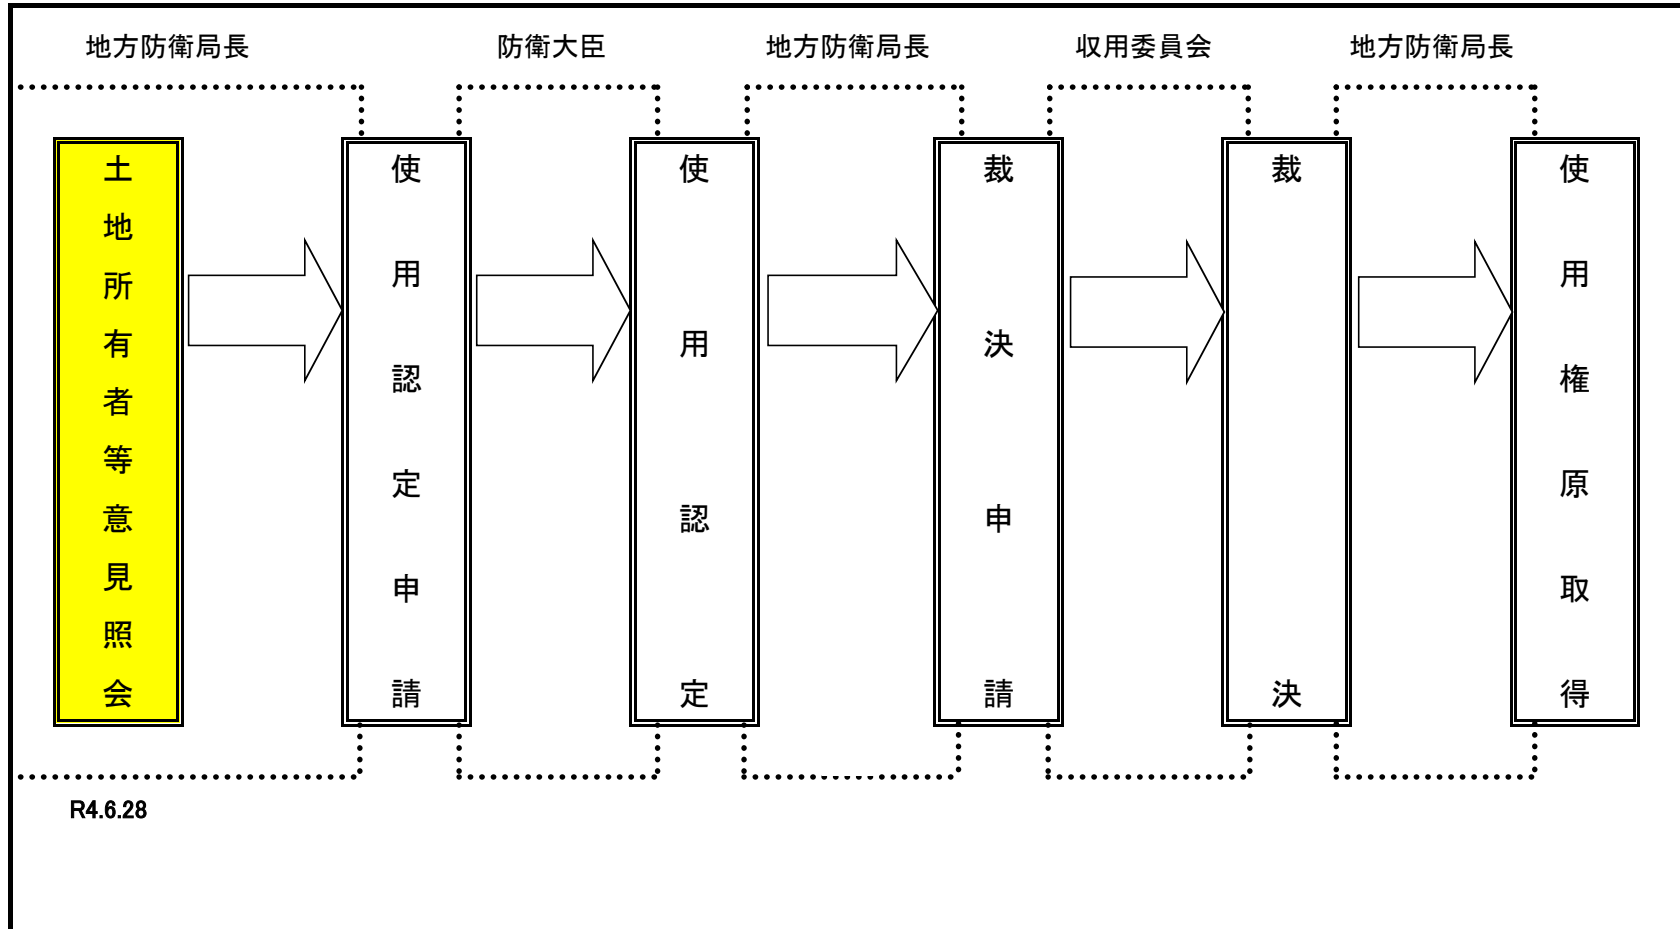 地方防衛局長
防衛大臣
地方防衛局長
収用委員会
地方防衛局長
土地所有者等意見照会
使用認定申請
使用認定
裁決申請
裁決
使用権原取得
R4.6.28